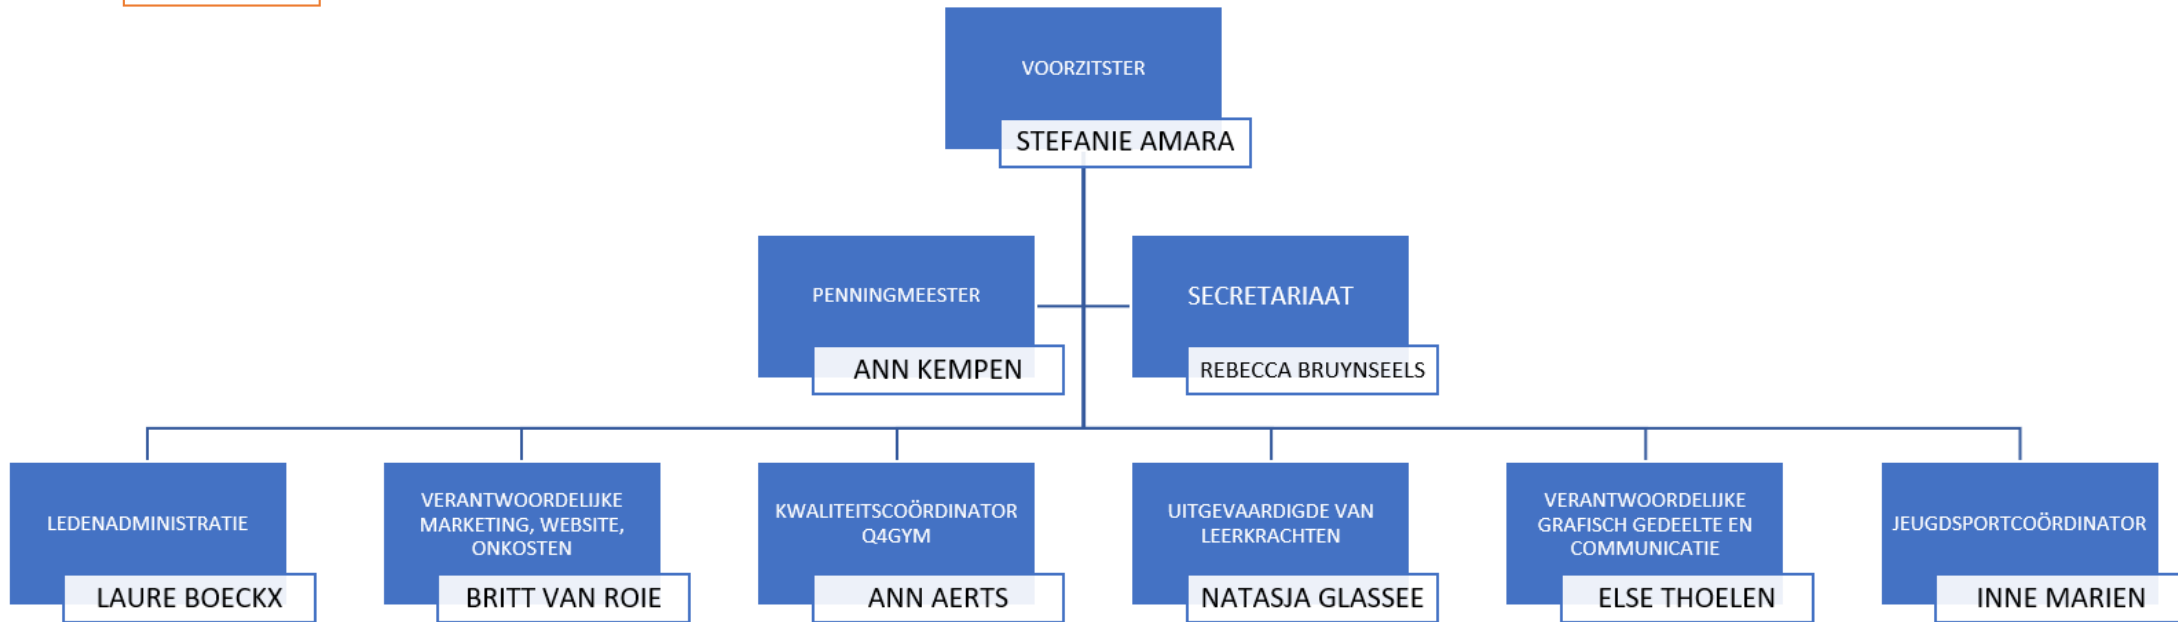 VOORZITSTER
STEFANIE AMARA
PENNINGMEESTER
ANN KEMPEN
SECRETARIAAT
REBECCA BRUYNSEELS
LEDENADMINISTRATIE
LAURE BOECKX
VERANTWOORDELIJKE
MARKETING, WEBSITE,
ONKOSTEN
BRITT VAN ROIE
KWALITEITSCOÖRDINATOR
Q4GYM
ANN AERTS
UITGEVAARDIGDE VAN
LEERKRACHTEN
NATASJA GLASSEE
VERANTWOORDELIJKE
GRAFISCH GEDEELTE EN
COMMUNICATIE
ELSE THOELEN
JEUGDSPORTCOÖRDINATOR
INNE MARIEN